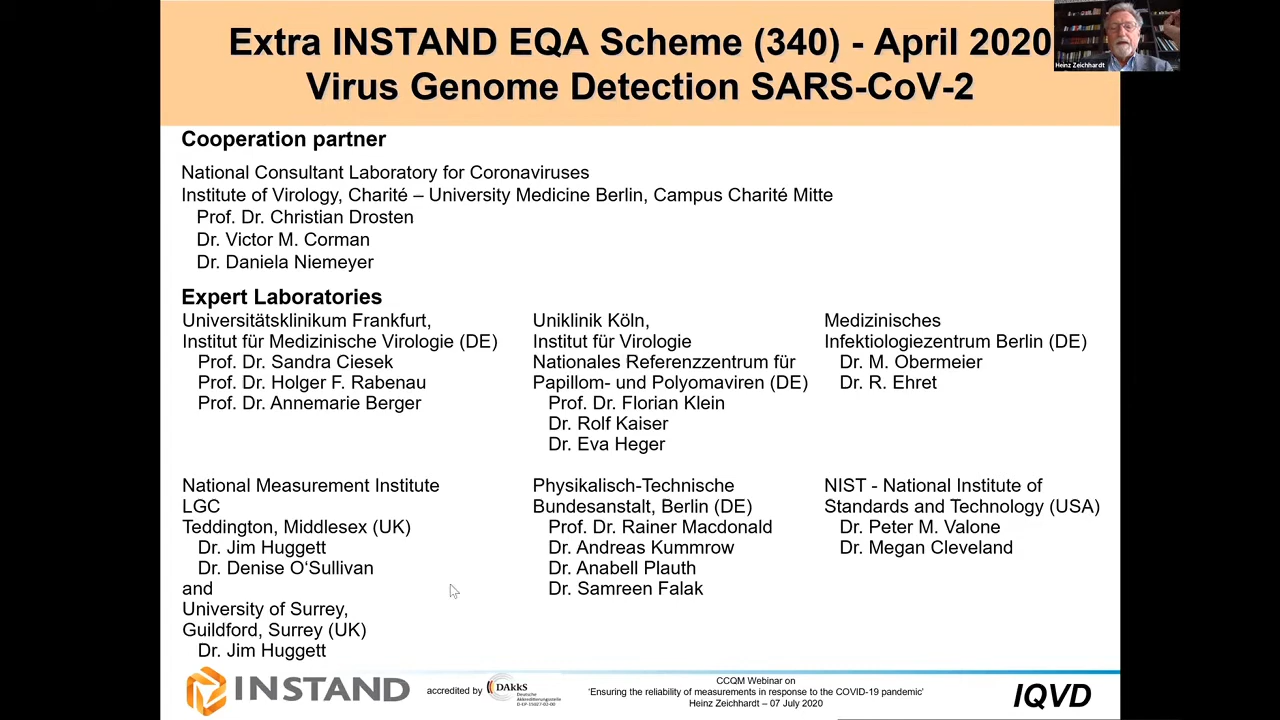 Extra INSTAND EQA Scheme (340) - April 2020
Virus Genome Detection SARS-CoV-2
Heinz Zeichhardt
Cooperation partner
National Consultant Laboratory for Coronaviruses
Institute of Virology, Charité – University Medicine Berlin, Campus Charité Mitte
Prof. Dr. Christian Drosten
Dr. Victor M. Corman
Dr. Daniela Niemeyer
Expert Laboratories
Universitätsklinikum Frankfurt,
Institut für Medizinische Virologie (DE)
Prof. Dr. Sandra Ciesek
Prof. Dr. Holger F. Rabenau
Prof. Dr. Annemarie Berger
Uniklinik Köln,
Institut für Virologie
Nationales Referenzzentrum für
Papillom- und Polyomaviren (DE)
Prof. Dr. Florian Klein
Dr. Rolf Kaiser
Dr. Eva Heger
Medizinisches
Infektiologiezentrum Berlin (DE)
Dr. M. Obermeier
Dr. R. Ehret
National Measurement Institute
LGC
Teddington, Middlesex (UK)
Dr. Jim Huggett
Dr. Denise O‘Sullivan
and
University of Surrey,
Guildford, Surrey (UK)
Dr. Jim Huggett
Physikalisch-Technische
Bundesanstalt, Berlin (DE)
Prof. Dr. Rainer Macdonald
Dr. Andreas Kummrow
Dr. Anabell Plauth
Dr. Samreen Falak
NIST - National Institute of
Standards and Technology (USA)
Dr. Peter M. Valone
Dr. Megan Cleveland
INSTAND
accredited by
DAkkS
Deutsche
Akkreditierungsstelle
D-EP-15027-02-00
CCQM Webinar on
‘Ensuring the reliability of measurements in response to the COVID-19 pandemic’
Heinz Zeichhardt – 07 July 2020
IQVD